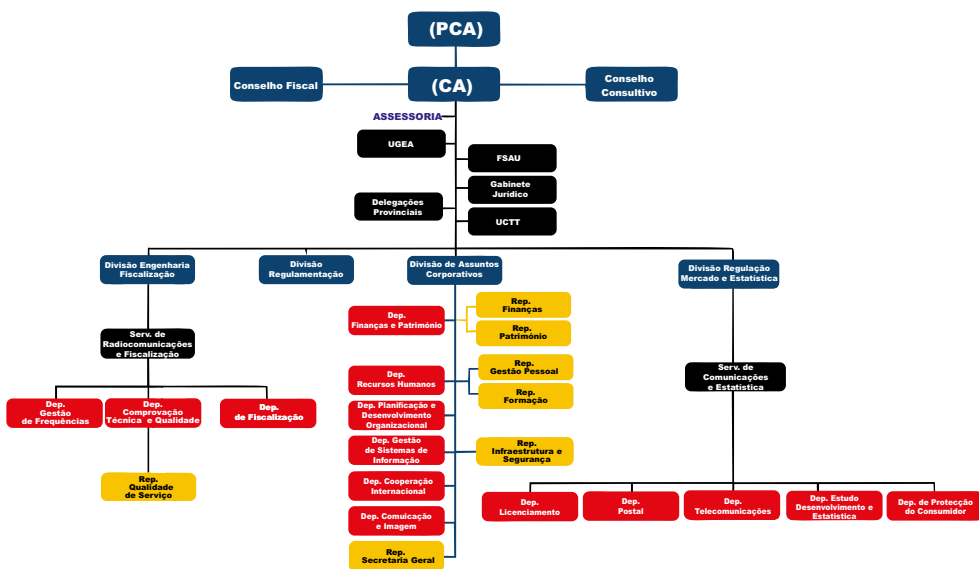 (PCA)
Conselho Fiscal
(CA)
Conselho
Consultivo
ASSESSORIA
UGEA
FSAU
Gabinete
Jurídico
Delegações
Provinciais
UCTT
Divisão Engenharia
Fiscalização
Divisão
Regulamentação
Divisão de Assuntos
Corporativos
Divisão Regulação
Mercado e Estatística
Serv. de
Radiocomunicações
e Fiscalização
Dep.
Gestão
de Frequências
Dep.
Comprovação
Técnica e Qualidade
Dep.
de Fiscalização
Rep.
Qualidade
de Serviço
Dep.
Finanças e Património
Rep.
Finanças
Rep.
Património
Dep.
Recursos Humanos
Rep.
Gestão Pessoal
Rep.
Formação
Dep. Planificação e
Desenvolvimento
Organizacional
Dep. Gestão
de Sistemas de
Informação
Rep.
Infraestrutura e
Segurança
Dep. Cooperação
Internacional
Dep. Comuicação
e Imagem
Rep.
Secretaria Geral
Serv. de
Comunicações
e Estatística
Dep.
Licenciamento
Dep.
Postal
Dep.
Telecomunicações
Dep. Estudo
Desenvolvimento e
Estatística
Dep. de Protecção
do Consumidor